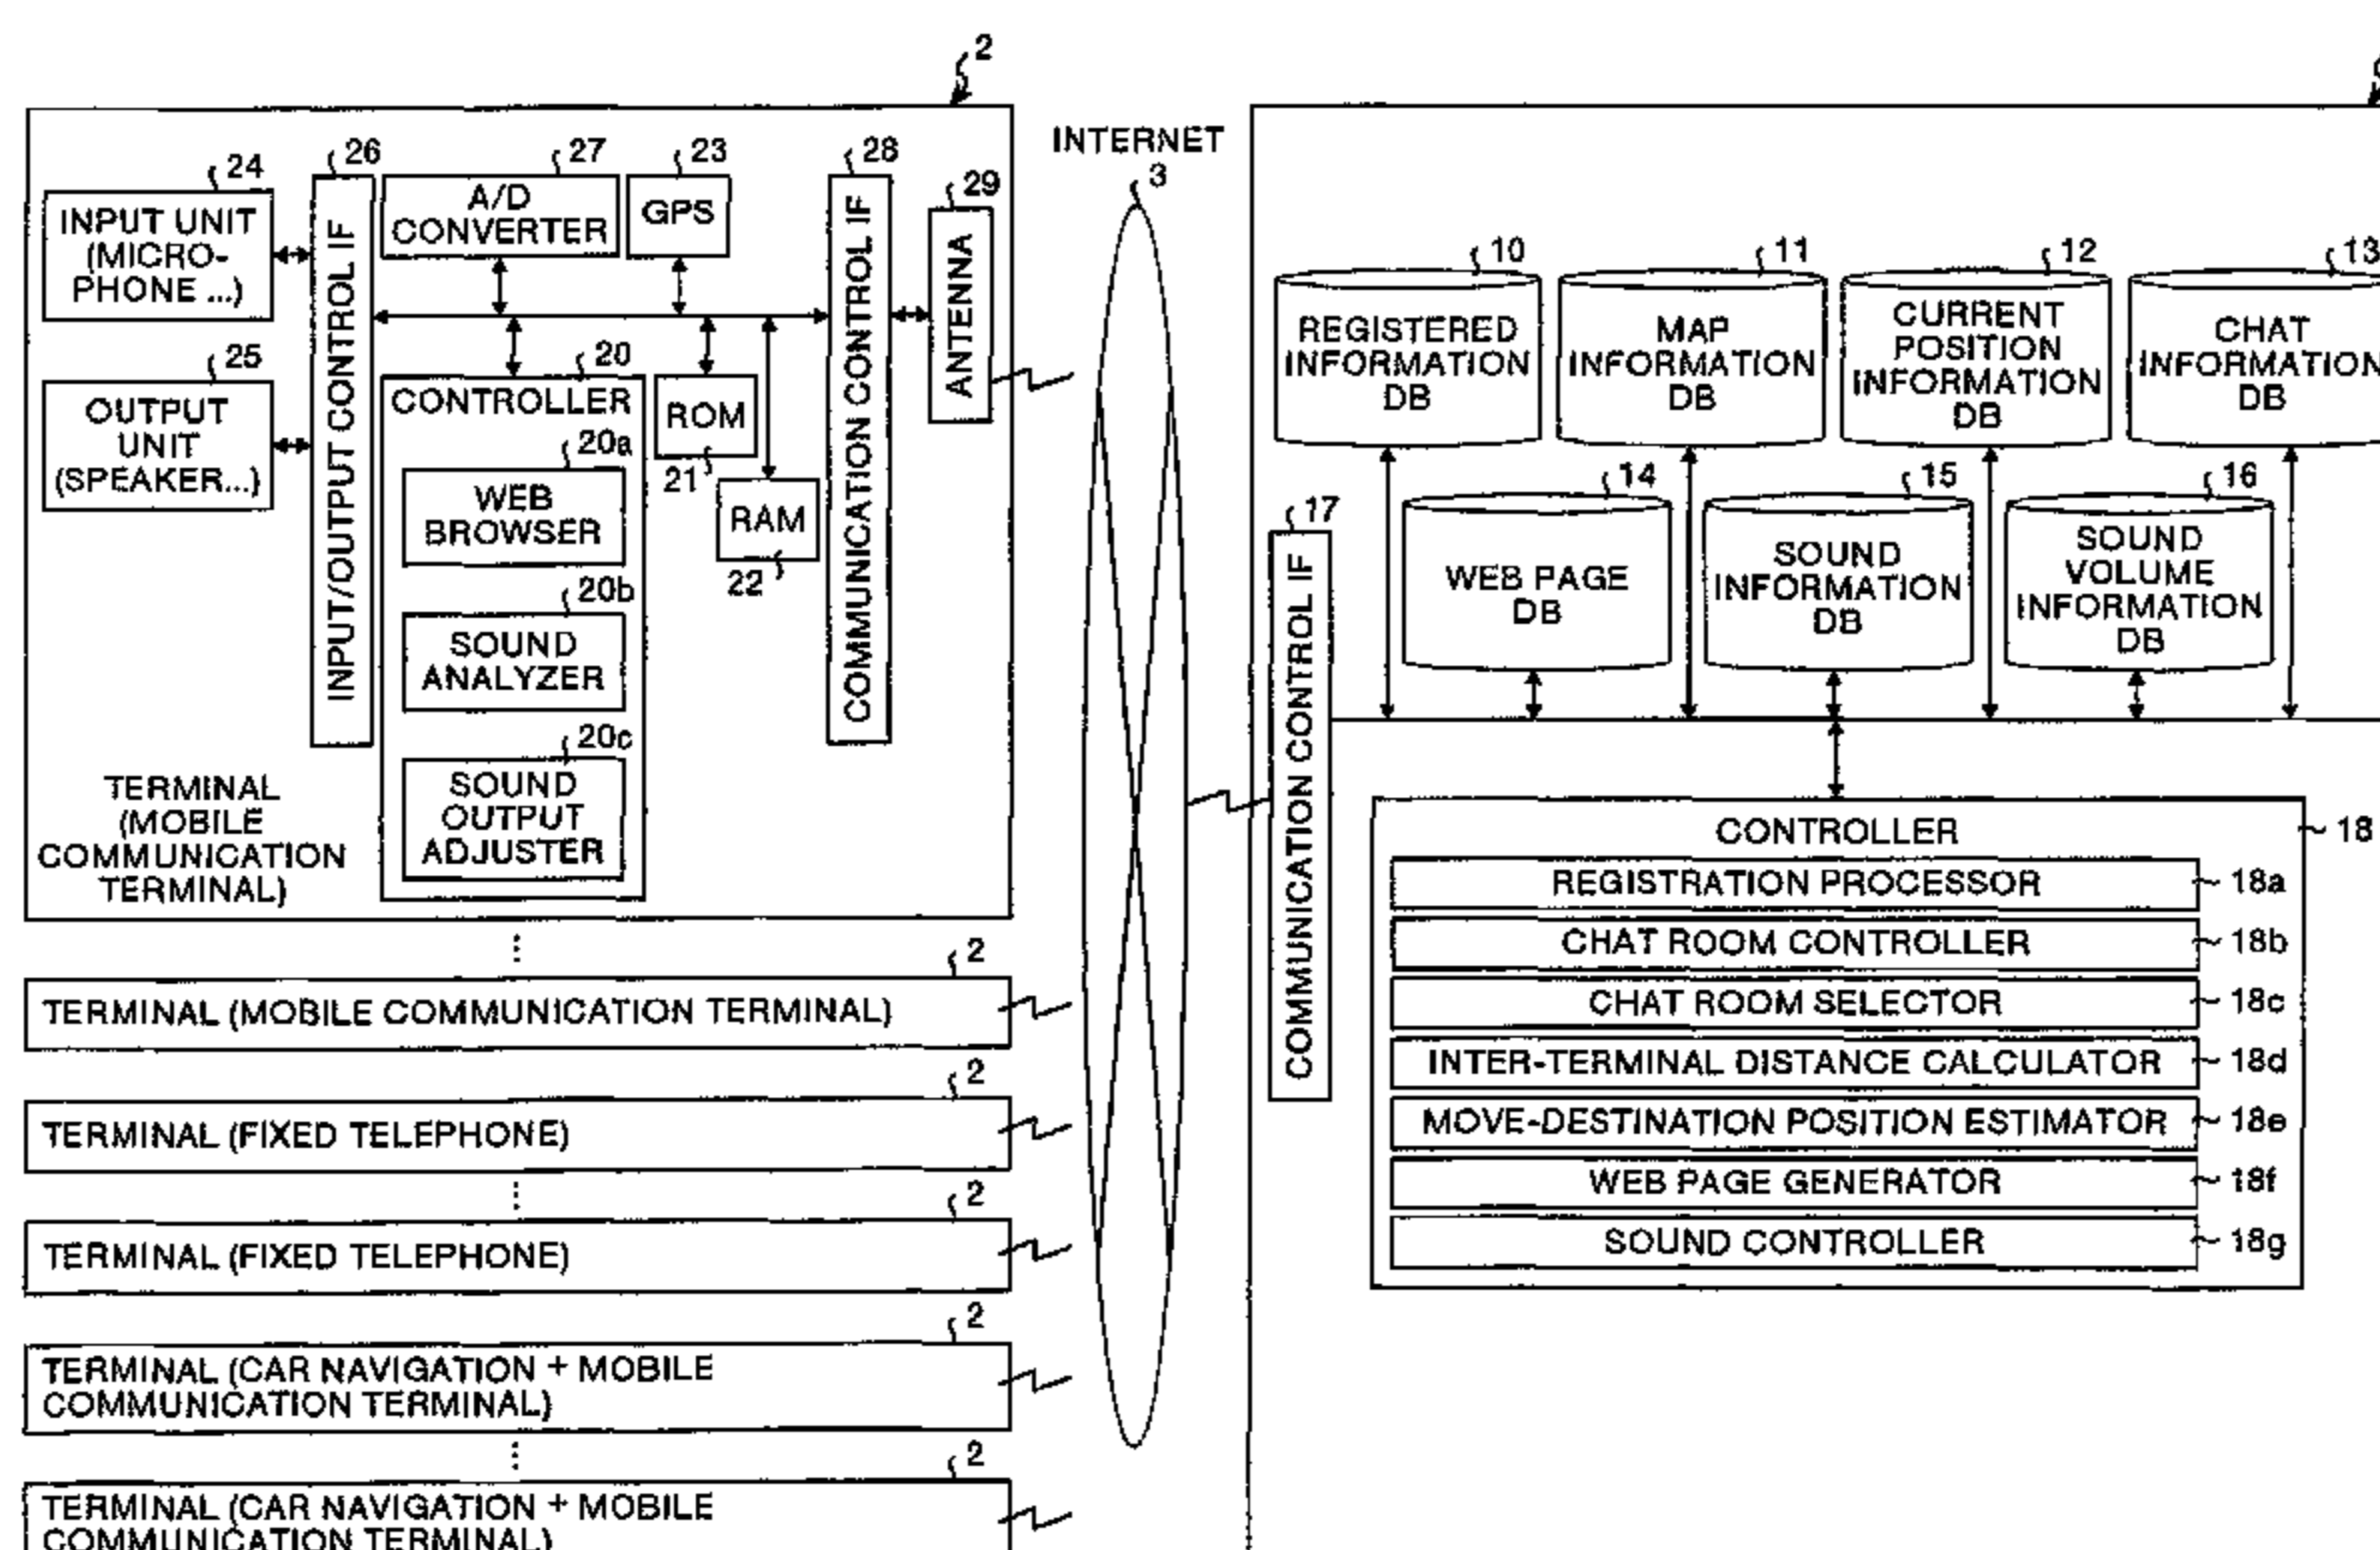 2
24
INPUT UNIT
(MICRO-
PHONE ...)
25
OUTPUT
UNIT
(SPEAKER...)
26
INPUT/OUTPUT CONTROL IF
27
A/D
CONVERTER
23
GPS
28
COMMUNICATION CONTROL IF
29
ANTENNA
20
CONTROLLER
20a
WEB
BROWSER
20b
SOUND
ANALYZER
20c
SOUND
OUTPUT
ADJUSTER
ROM
21
RAM
22
TERMINAL
(MOBILE
COMMUNICATION
TERMINAL)
2
TERMINAL (MOBILE COMMUNICATION TERMINAL)
2
TERMINAL (FIXED TELEPHONE)
2
TERMINAL (FIXED TELEPHONE)
2
TERMINAL (CAR NAVIGATION + MOBILE
COMMUNICATION TERMINAL)
2
TERMINAL (CAR NAVIGATION + MOBILE
COMMUNICATION TERMINAL)
INTERNET
3
10
REGISTERED
INFORMATION
DB
11
MAP
INFORMATION
DB
12
CURRENT
POSITION
INFORMATION
DB
13
CHAT
INFORMATION
DB
14
WEB PAGE
DB
15
SOUND
INFORMATION
DB
16
SOUND
VOLUME
INFORMATION
DB
17
COMMUNICATION CONTROL IF
CONTROLLER
18
REGISTRATION PROCESSOR
18a
CHAT ROOM CONTROLLER
18b
CHAT ROOM SELECTOR
18c
INTER-TERMINAL DISTANCE CALCULATOR
18d
MOVE-DESTINATION POSITION ESTIMATOR
18e
WEB PAGE GENERATOR
18f
SOUND CONTROLLER
18g